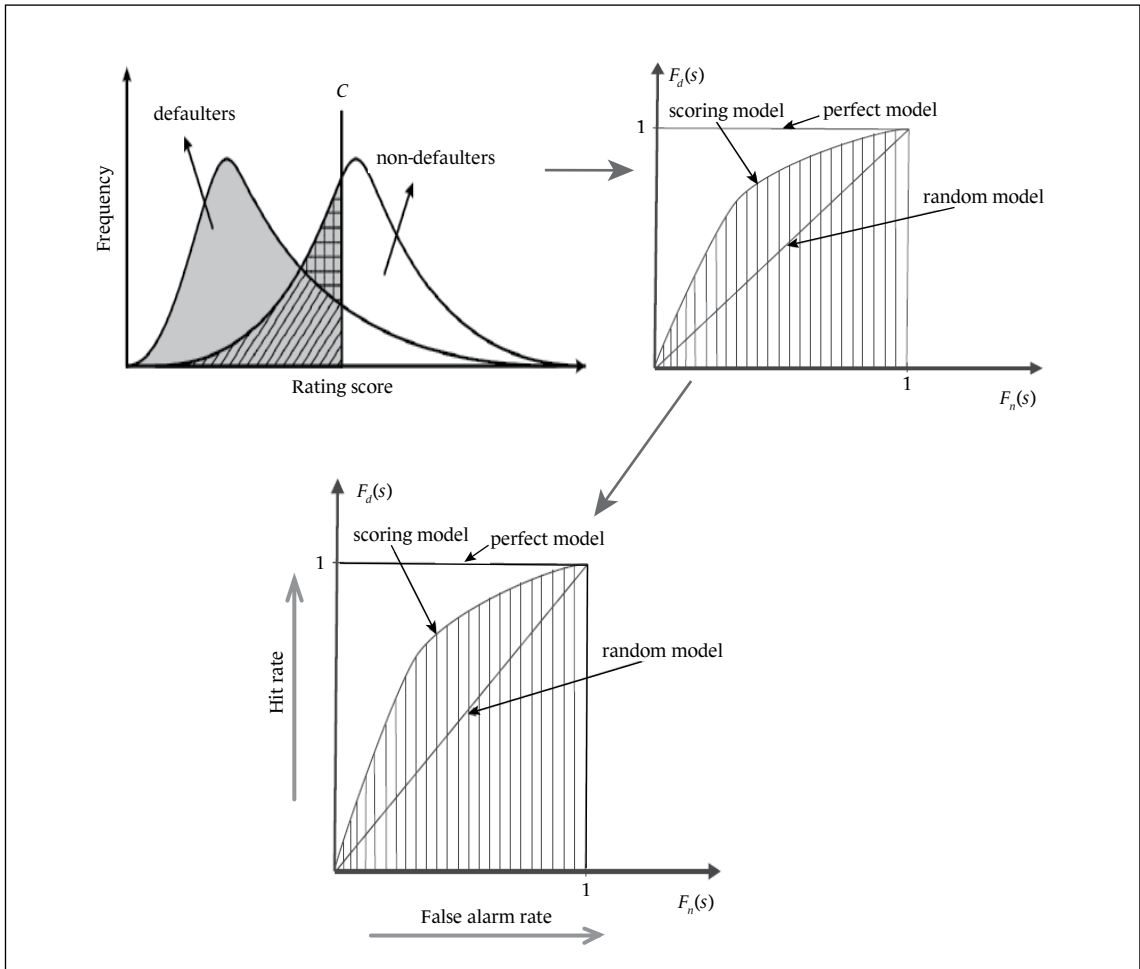 C
defaulters
non-defaulters
Frequency
Rating score
F_d(s)
scoring model
perfect model
1
random model
1
F_n(s)
F_d(s)
scoring model
perfect model
1
random model
Hit rate
1
F_n(s)
False alarm rate